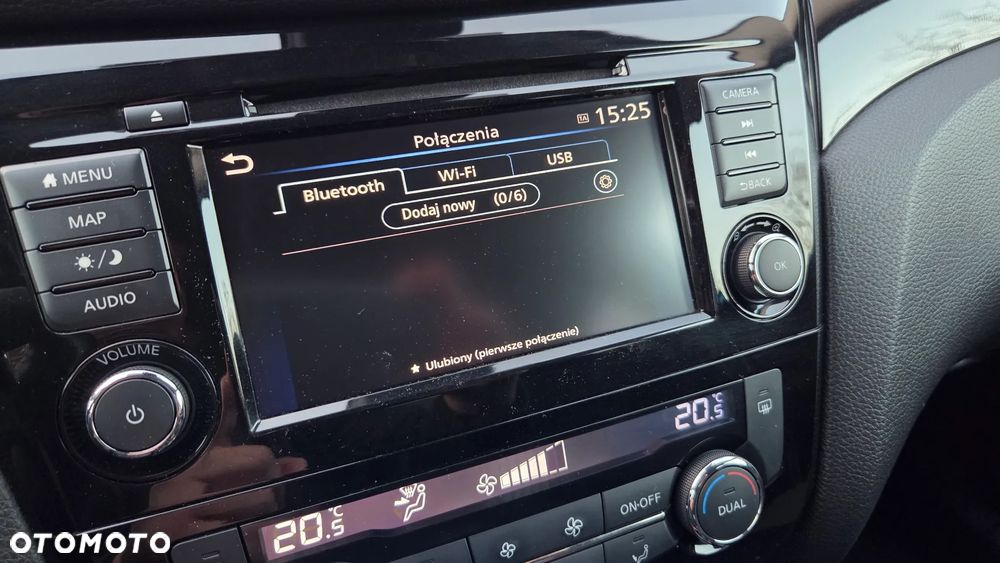 CAMERA
1A 15:25
Połączenia
Bluetooth
Wi-Fi
USB
Dodaj nowy (0/6)
★ Ulubiony (pierwsze połączenie)
MENU
MAP
AUDIO
VOLUME
BACK
OK
20.5 °C
20.5 °C
ON·OFF
DUAL
OTOMOTO